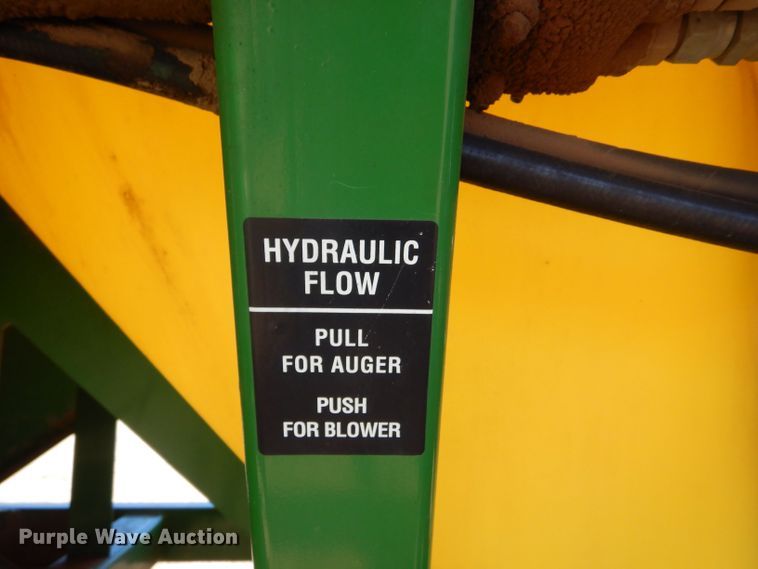 HYDRAULIC
FLOW
PULL
FOR AUGER
PUSH
FOR BLOWER
Purple Wave Auction